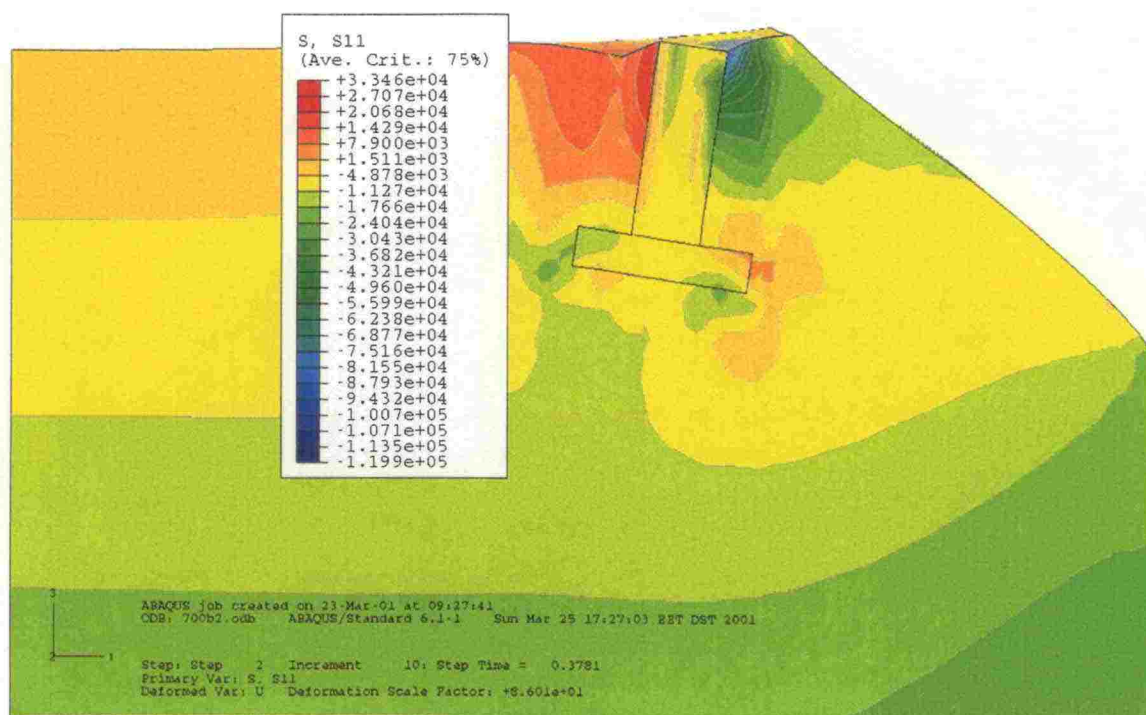 S, S11
(Ave. Crit.: 75%)
+3.346e+04
+2.707e+04
+2.068e+04
+1.429e+04
+7.900e+03
+1.511e+03
-4.878e+03
-1.127e+04
-1.766e+04
-2.404e+04
-3.043e+04
-3.682e+04
-4.321e+04
-4.960e+04
-5.599e+04
-6.238e+04
-6.877e+04
-7.516e+04
-8.155e+04
-8.793e+04
-9.432e+04
-1.007e+05
-1.071e+05
-1.135e+05
-1.199e+05
3
2 1
ABAQUS job created on 23-Mar-01 at 09:27:41
ODB: 700b2.odb ABAQUS/Standard 6.1-1 Sun Mar 25 17:27:03 EET DST 2001
Step: Step 2 Increment 10: Step Time = 0.3781
Primary Var: S, S11
Deformed Var: U Deformation Scale Factor: +8.601e+01